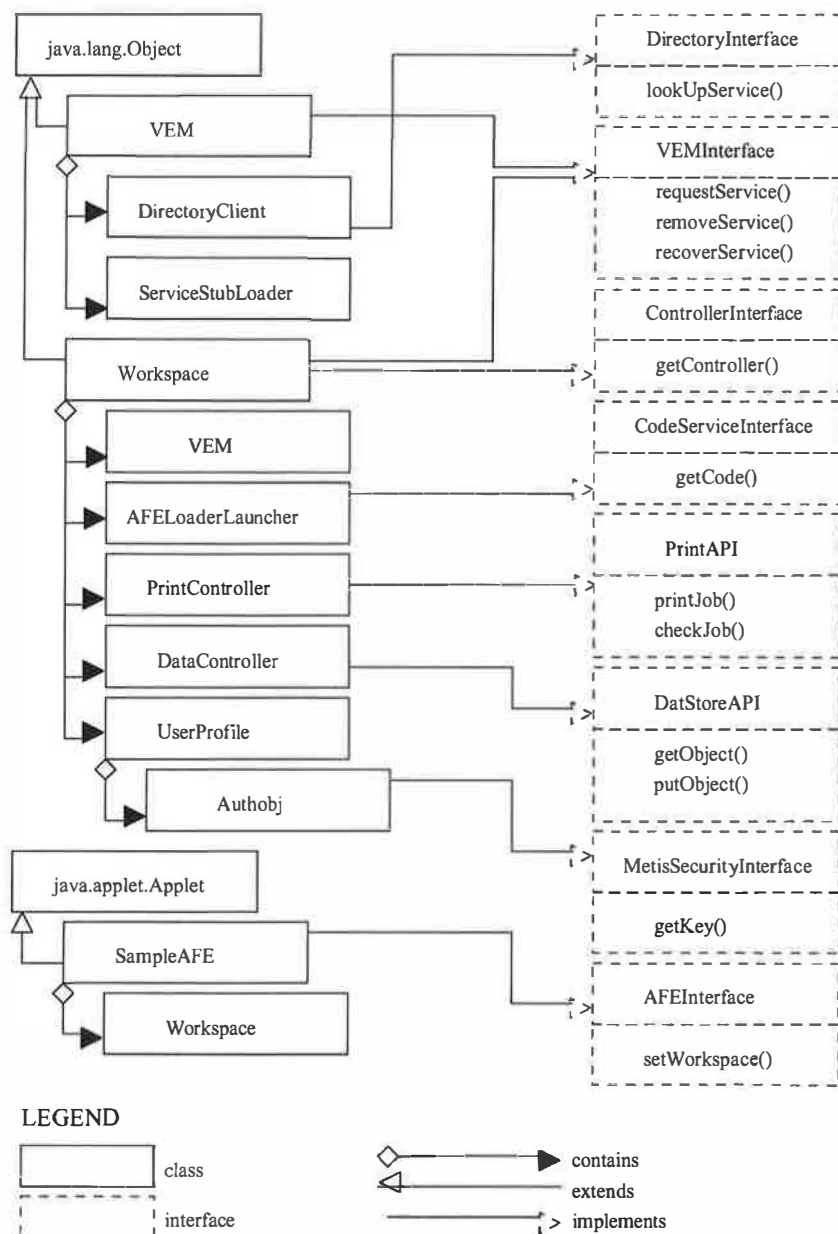 java.lang.Object
VEM
DirectoryClient
ServiceStubLoader
Workspace
VEM
AFELoaderLauncher
PrintController
DataController
UserProfile
Authobj
java.applet.Applet
SampleAFE
Workspace
DirectoryInterface
lookUpService()
VEMInterface
requestService()
removeService()
recoverService()
ControllerInterface
getController()
CodeServiceInterface
getCode()
PrintAPI
printJob()
checkJob()
DatStoreAPI
getObject()
putObject()
MetisSecurityInterface
getKey()
AFEInterface
setWorkspace()
LEGEND
class
interface
contains
extends
implements